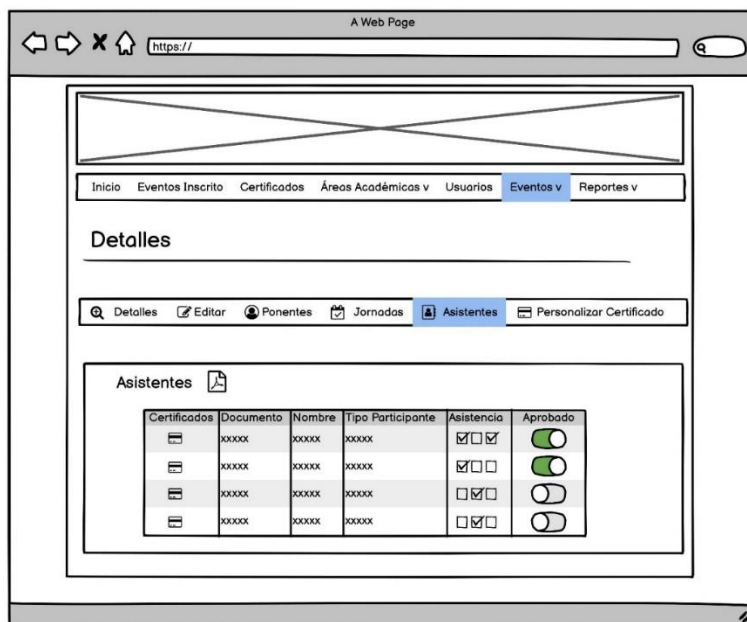 A Web Page
https://
Inicio Eventos Inscrito Certificados Áreas Académicas v Usuarios Eventos v Reportes v
Detalles
Detalles Editar Ponentes Jornadas Asistentes Personalizar Certificado
Asistentes
Certificados Documento Nombre Tipo Participante Asistencia Aprobado
xxxxx xxxxx xxxxx
xxxxx xxxxx xxxxx
xxxxx xxxxx xxxxx
xxxxx xxxxx xxxxx